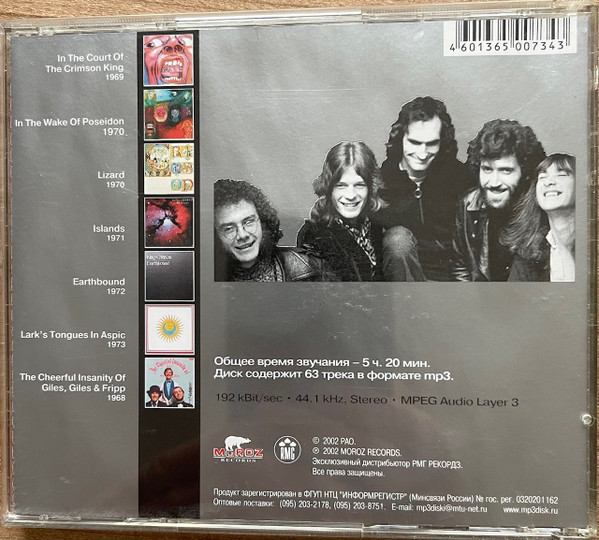 4 601365 007343
In The Court Of
The Crimson King
1969
In The Wake Of Poseidon
1970
Lizard
1970
Islands
1971
Earthbound
1972
Lark's Tongues In Aspic
1973
The Cheerful Insanity Of
Giles, Giles & Fripp
1968
Общее время звучания – 5 ч. 20 мин.
Диск содержит 63 трека в формате mp3.
192 kBit/sec • 44,1 kHz, Stereo • MPEG Audio Layer 3
MOROZ
RECORDS
RMG
© 2002 РАО.
℗ 2002 MOROZ RECORDS.
Эксклюзивный дистрибьютор РМГ РЕКОРДЗ.
Все права защищены.
Продукт зарегистрирован в ФГУП НТЦ "ИНФОРМРЕГИСТР" (Минсвязи России) № гос. рег. 0320201162
Оптовые поставки: (095) 203-2178, (095) 203-8751. E-mail: mp3diski@mtu-net.ru www.mp3disk.ru